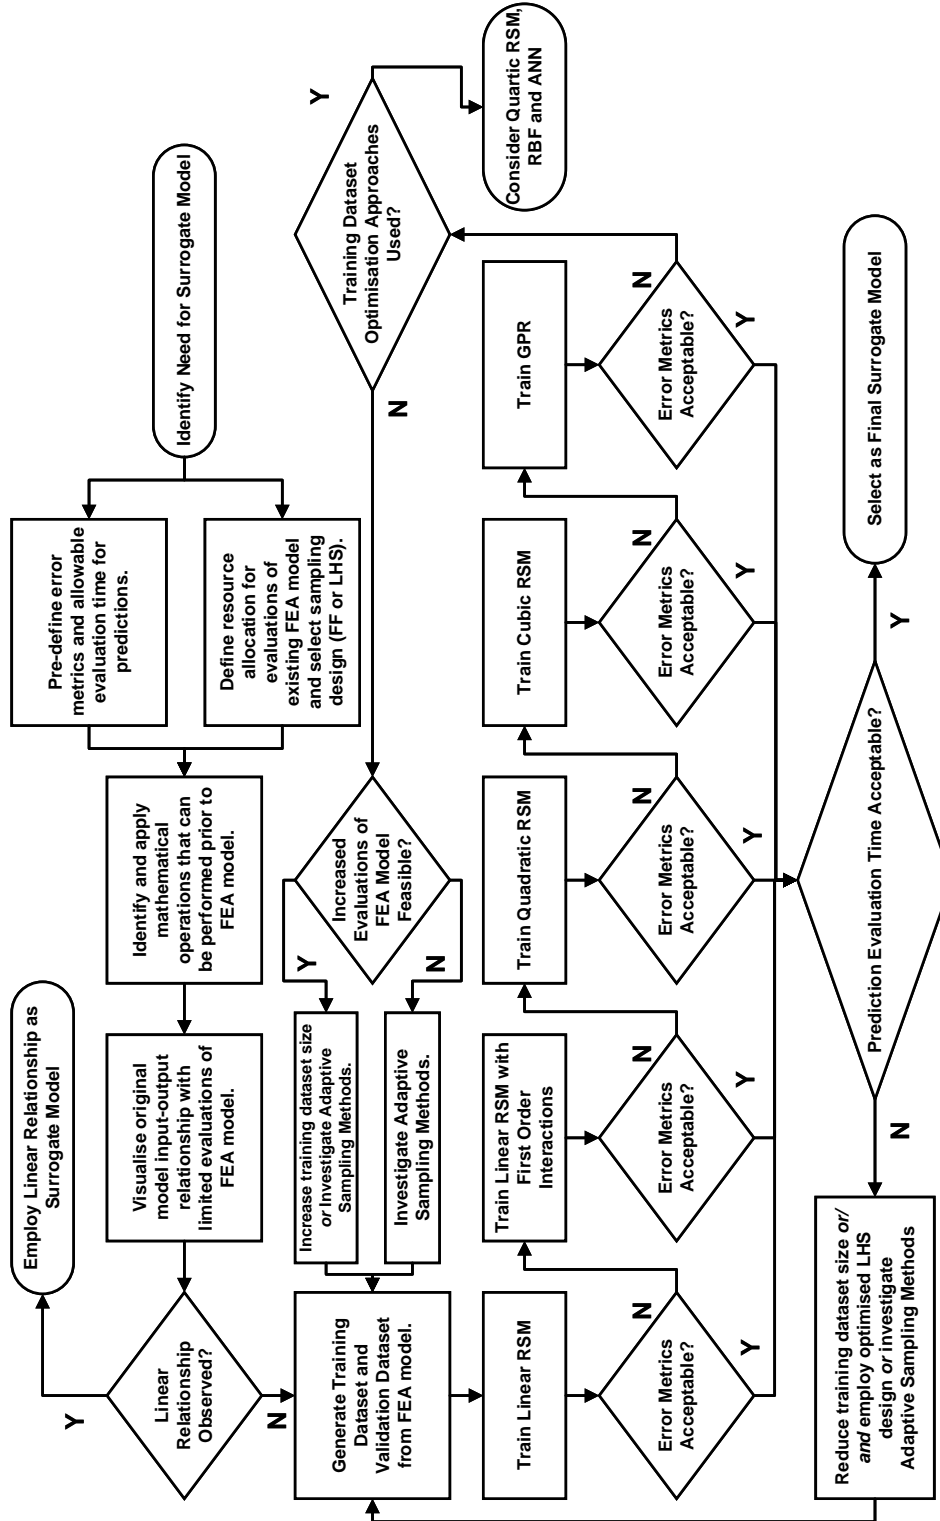 Identify Need for Surrogate Model
Pre-define error
metrics and allowable
evaluation time for
predictions.
Define resource
allocation for
evaluations of
existing FEA model
and select sampling
design (FF or LHS).
Identify and apply
mathematical
operations that can
be performed prior to
FEA model.
Visualise original
model input-output
relationship with
limited evaluations of
FEA model.
Linear
Relationship
Observed?
Y
N
Employ Linear Relationship as
Surrogate Model
Generate Training
Dataset and
Validation Dataset
from FEA model.
Train Linear RSM
Error Metrics
Acceptable?
N
Y
Train Linear RSM with
First Order
Interactions
Error Metrics
Acceptable?
N
Y
Train Quadratic RSM
Error Metrics
Acceptable?
N
Y
Train Cubic RSM
Error Metrics
Acceptable?
N
Y
Train GPR
Error Metrics
Acceptable?
N
Y
Training Dataset
Optimisation Approaches
Used?
Y
N
Consider Quartic RSM,
RBF and ANN
Increased
Evaluations of
FEA Model
Feasible?
Y
N
Increase training dataset size
or Investigate Adaptive
Sampling Methods.
Investigate Adaptive
Sampling Methods.
Prediction Evaluation Time Acceptable?
Y
N
Select as Final Surrogate Model
Reduce training dataset size or/
and employ optimised LHS
design or investigate
Adaptive Sampling Methods